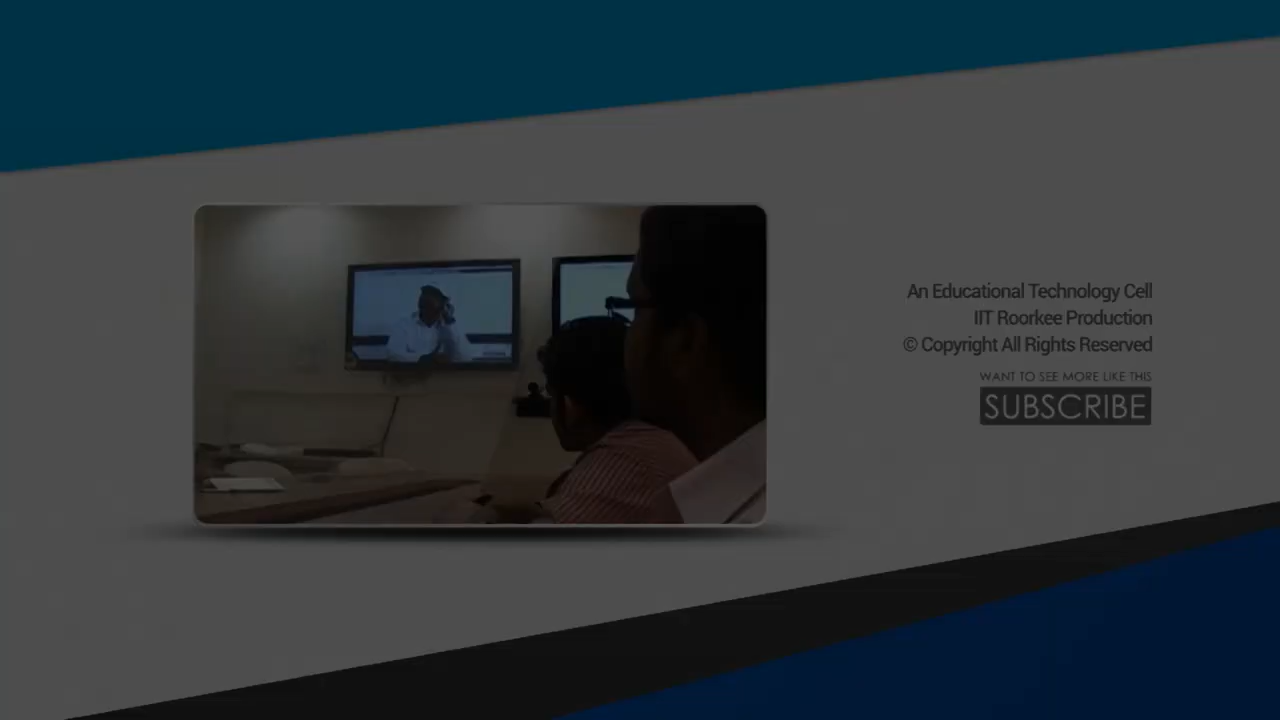 An Educational Technology Cell
IIT Roorkee Production
© Copyright All Rights Reserved
WANT TO SEE MORE LIKE THIS
SUBSCRIBE